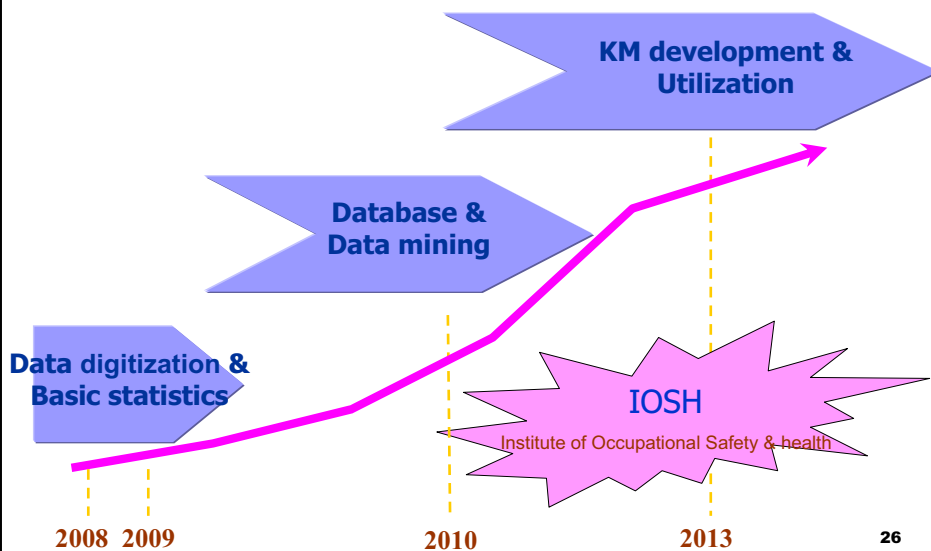 KM development &
Utilization
Database &
Data mining
Data digitization &
Basic statistics
IOSH
Institute of Occupational Safety & health
2008 2009 2010 2013 26